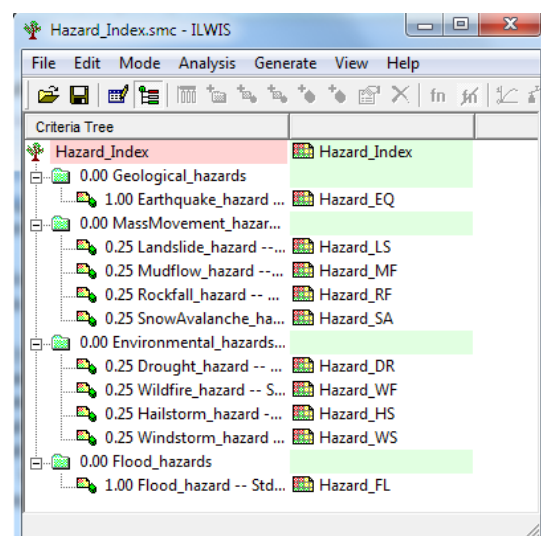 Hazard_Index.smc - ILWIS
File Edit Mode Analysis Generate View Help
fn
Criteria Tree
Hazard_Index Hazard_Index
0.00 Geological_hazards
1.00 Earthquake_hazard ... Hazard_EQ
0.00 MassMovement_hazar...
0.25 Landslide_hazard --... Hazard_LS
0.25 Mudflow_hazard --... Hazard_MF
0.25 Rockfall_hazard -- ... Hazard_RF
0.25 SnowAvalanche_ha... Hazard_SA
0.00 Environmental_hazards...
0.25 Drought_hazard -- ... Hazard_DR
0.25 Wildfire_hazard -- S... Hazard_WF
0.25 Hailstorm_hazard -... Hazard_HS
0.25 Windstorm_hazard ... Hazard_WS
0.00 Flood_hazards
1.00 Flood_hazard -- Std... Hazard_FL